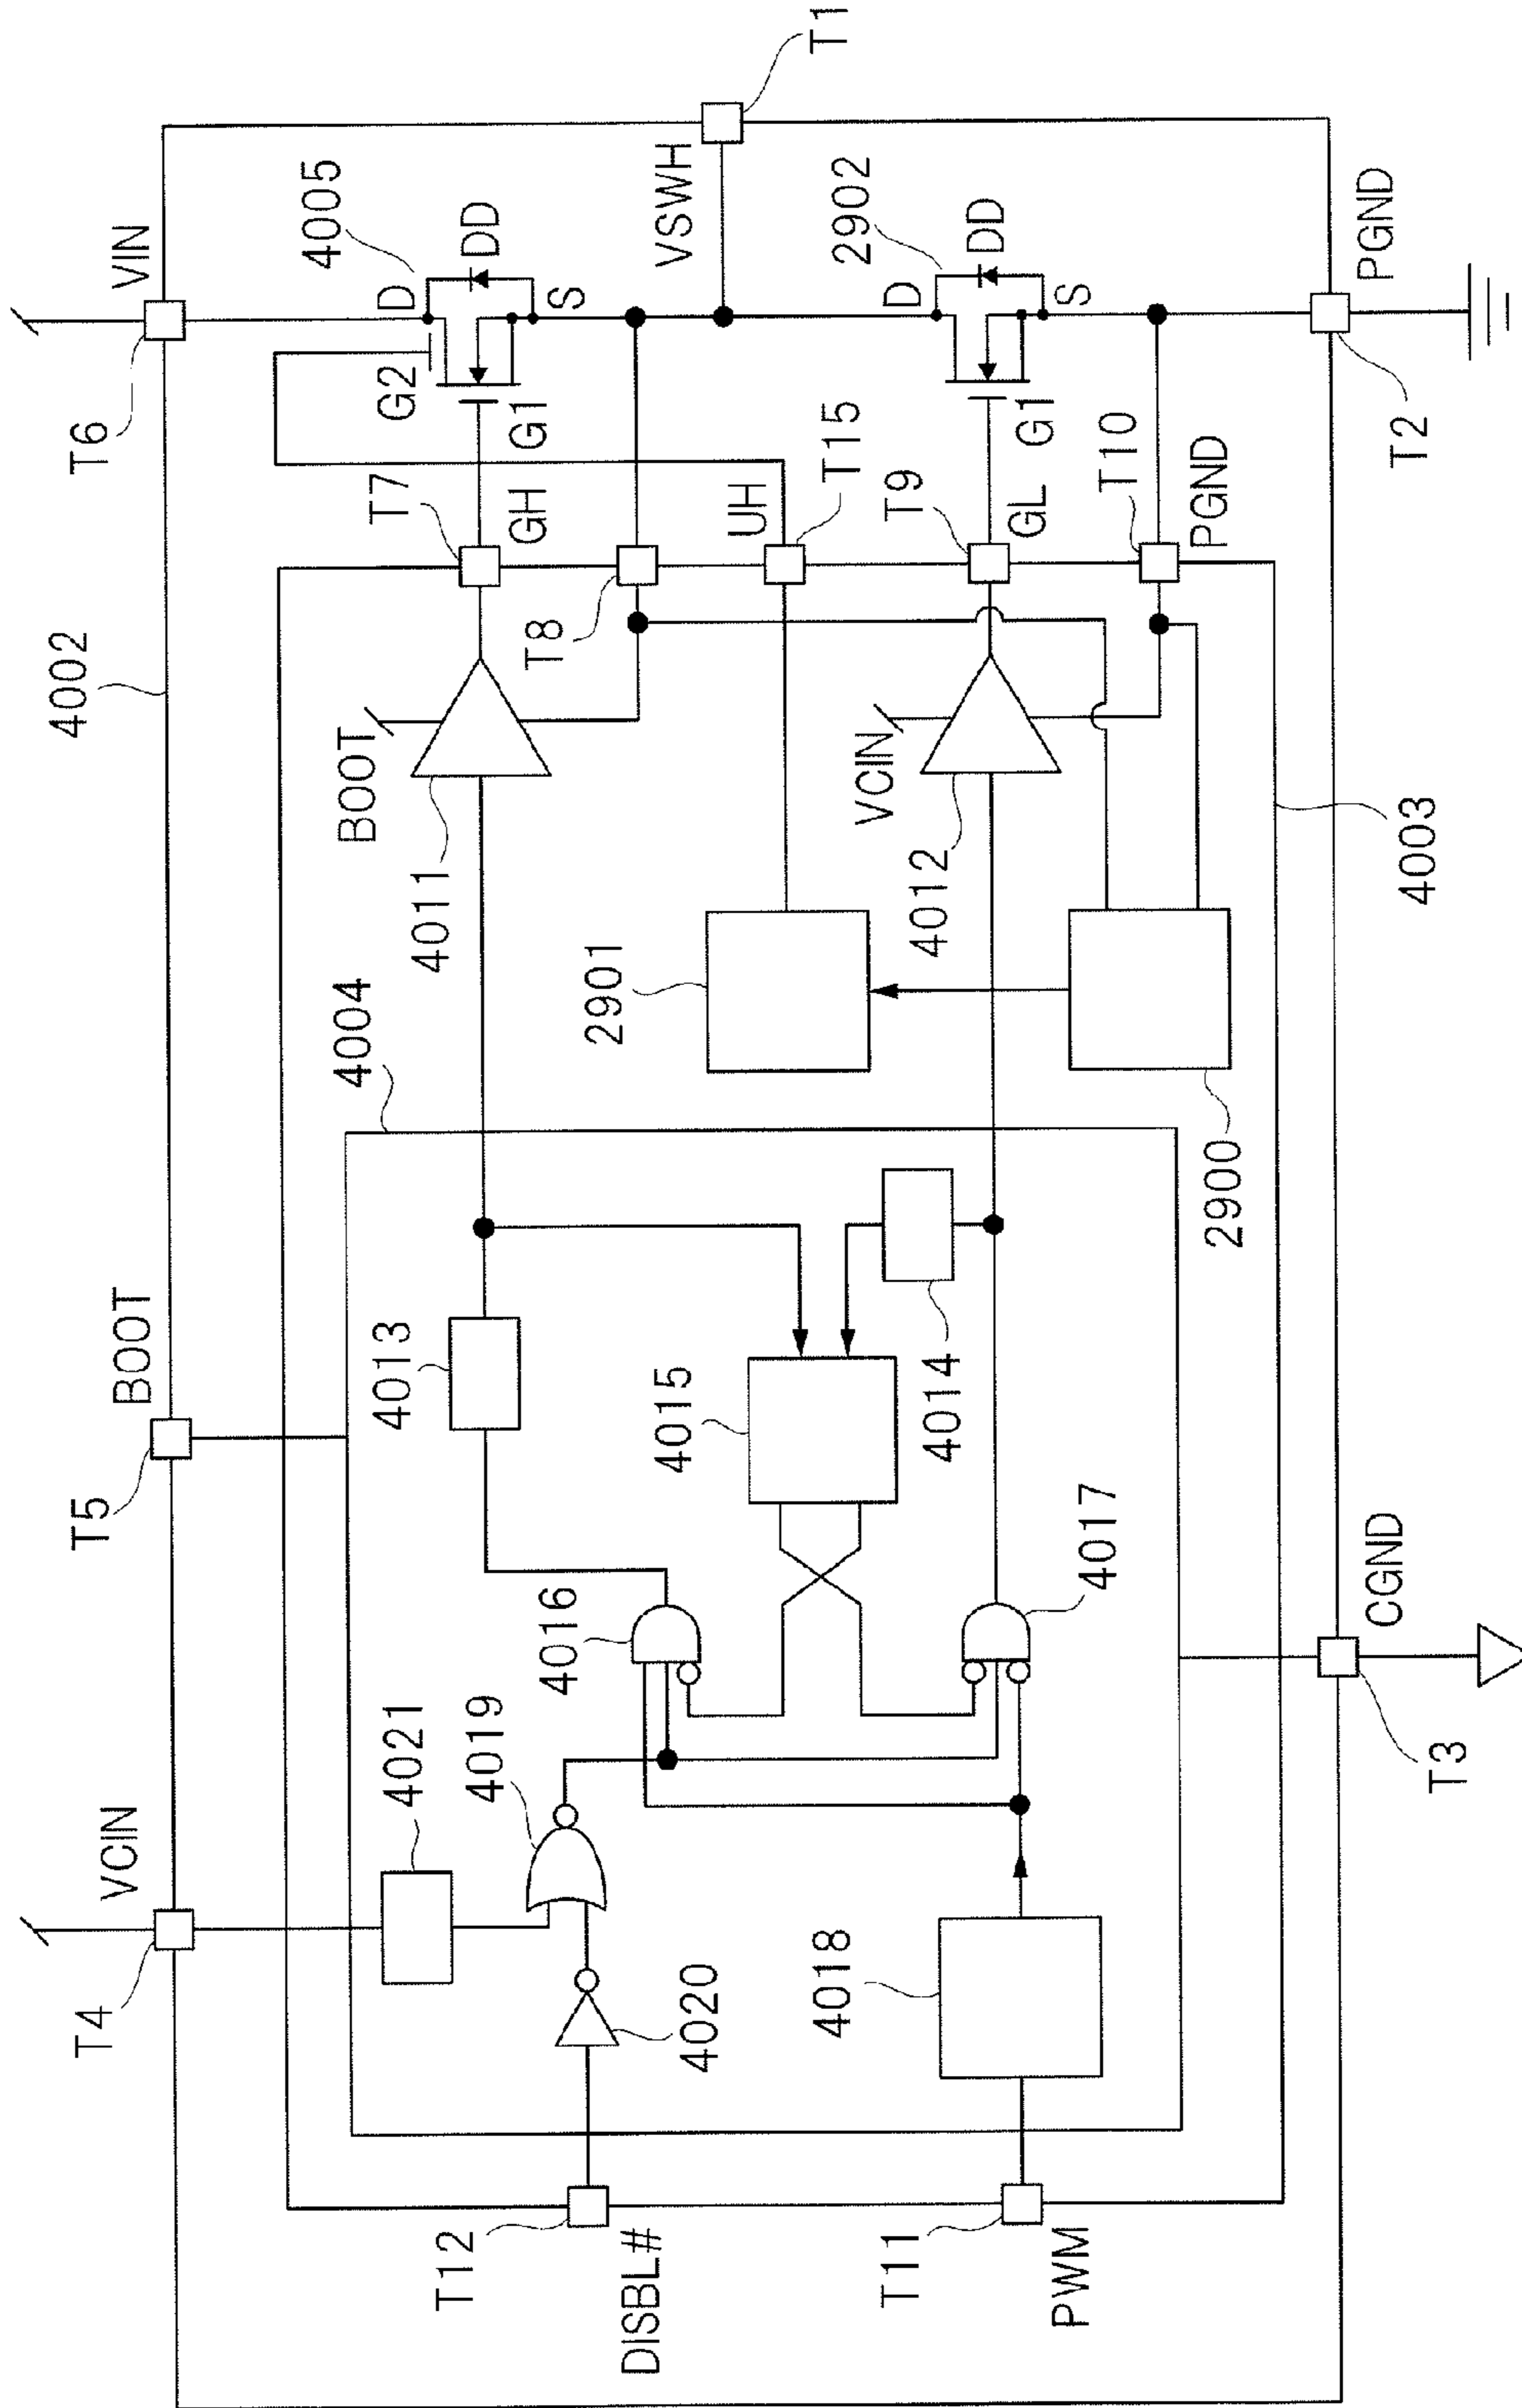 T4
VCIN
T5
BOOT
4002
T6
VIN
T1
4004
4005
D
DD
S
G2
G1
VSWH
4021
4019
4020
4016
4013
4011
BOOT
T7
GH
T8
UH
T15
T12
DISBL#
4015
4014
2901
VCIN
4012
T9
GL
G1
2902
D
DD
S
T10
PGND
4018
4017
2900
4003
T11
PWM
T3
CGND
T2
PGND